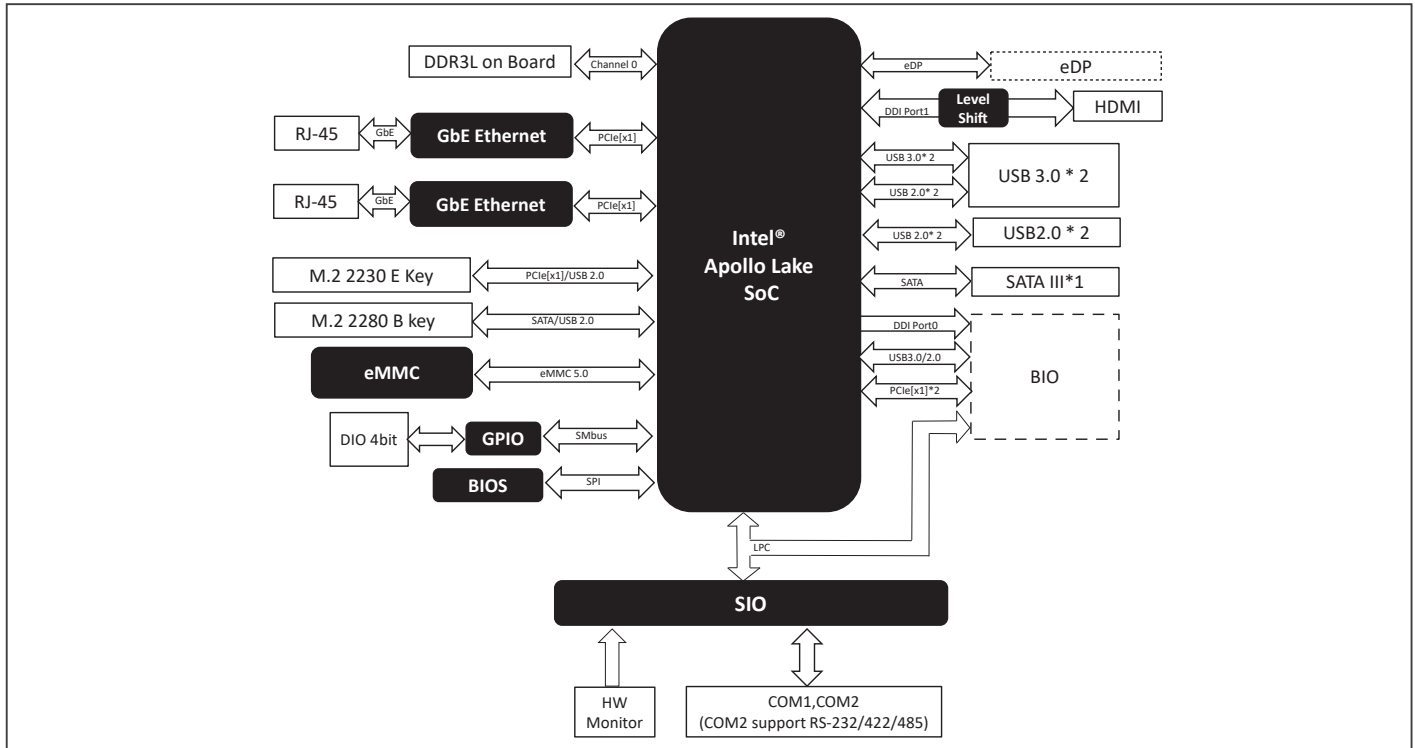 DDR3L on Board
Channel 0
eDP
eDP
DDI Port1
Level
Shift
HDMI
RJ-45
GbE
GbE Ethernet
PCIe[x1]
USB 3.0* 2
USB 2.0* 2
USB 3.0 * 2
RJ-45
GbE
GbE Ethernet
PCIe[x1]
Intel®
Apollo Lake
SoC
USB 2.0* 2
USB2.0 * 2
M.2 2230 E Key
PCIe[x1]/USB 2.0
SATA
SATA III*1
M.2 2280 B key
SATA/USB 2.0
DDI Port0
USB3.0/2.0
PCIe[x1]*2
BIO
eMMC
eMMC 5.0
DIO 4bit
GPIO
SMbus
BIOS
SPI
LPC
SIO
HW
Monitor
COM1,COM2
(COM2 support RS-232/422/485)